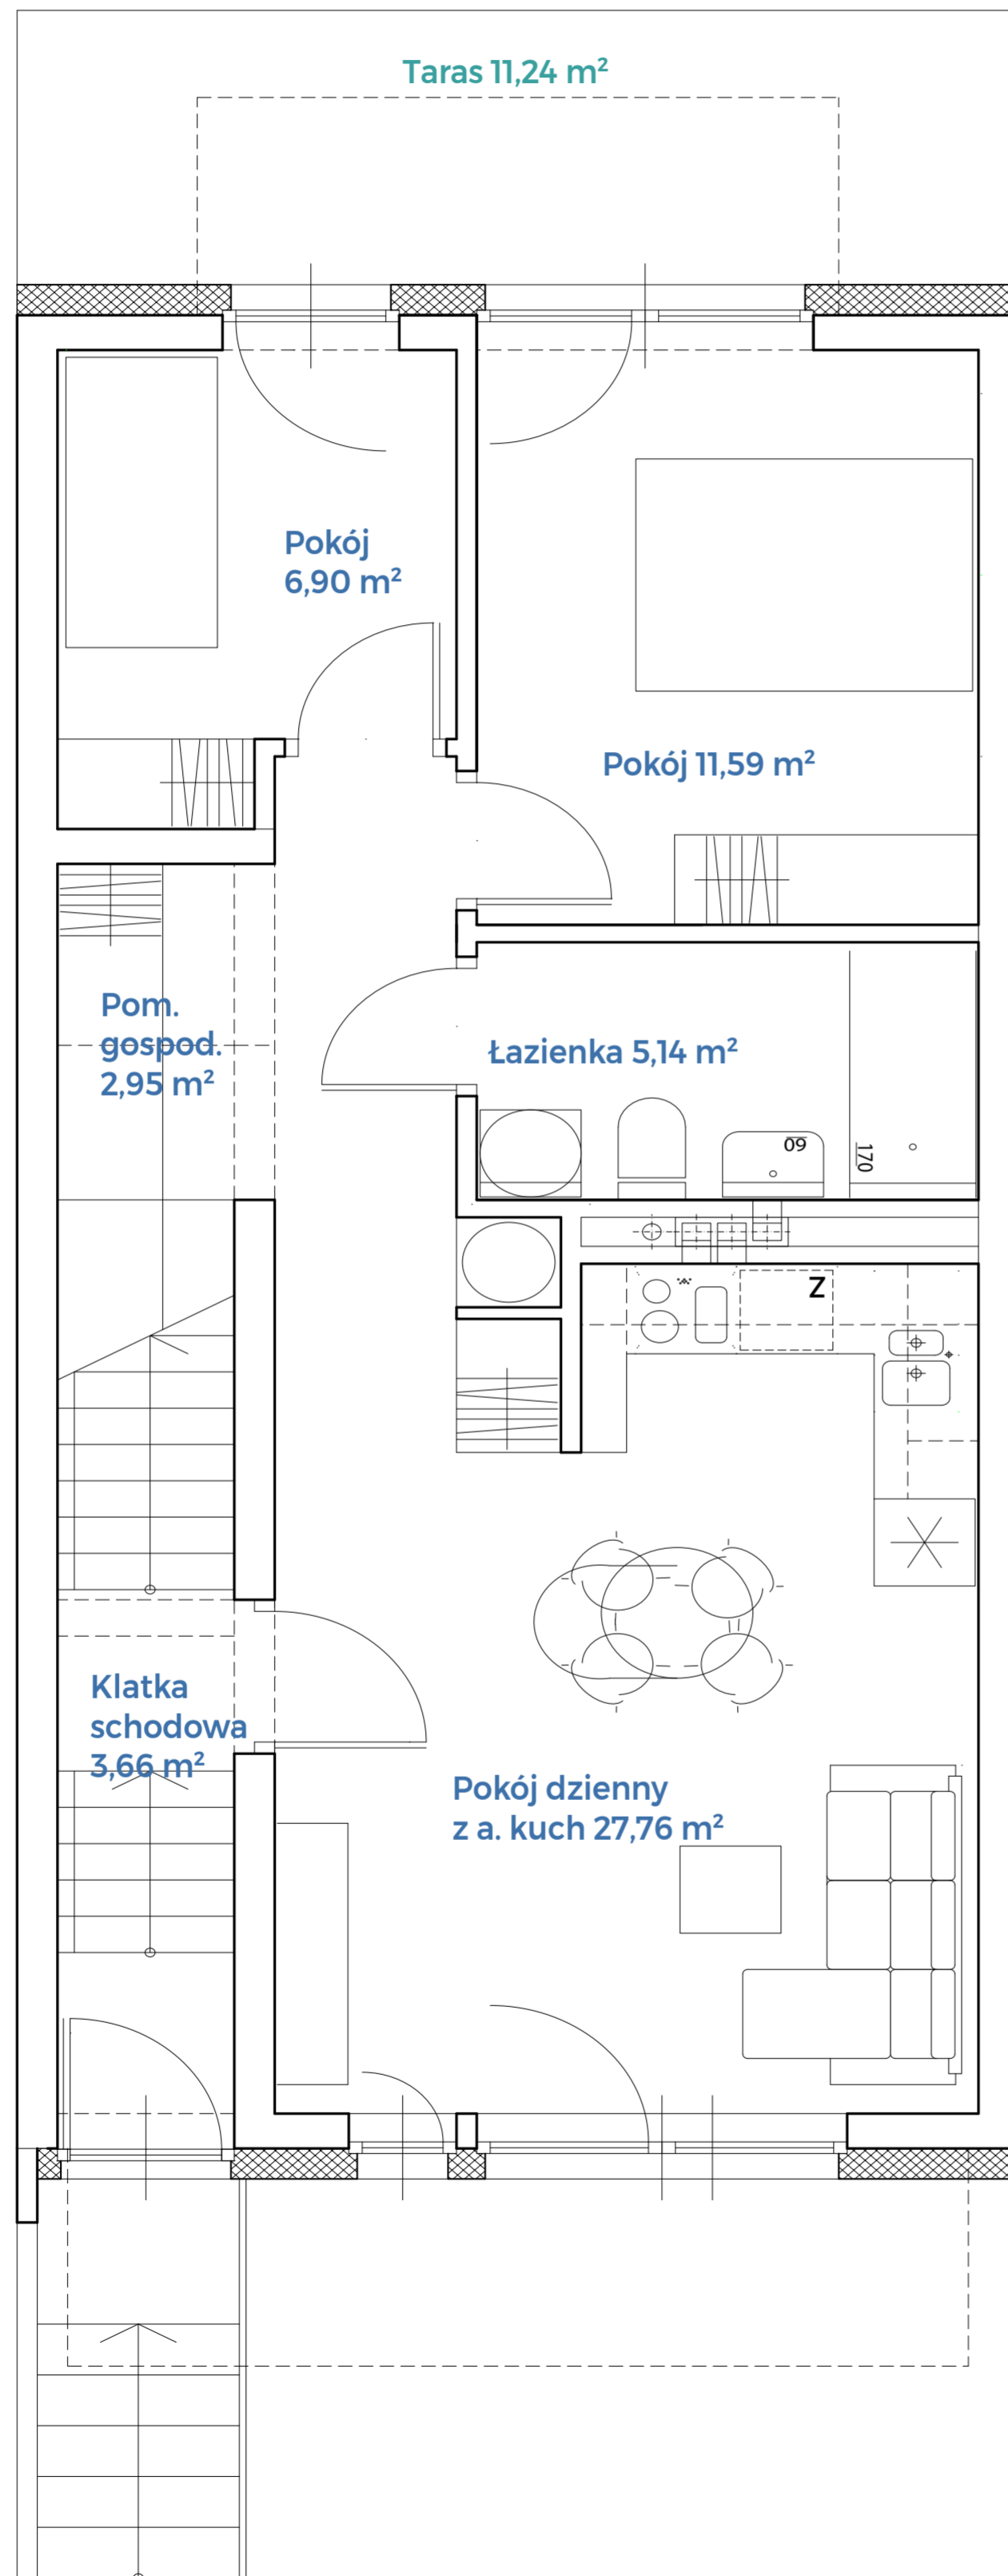 Taras 11,24 m²
Pokój
6,90 m²
Pokój 11,59 m²
Pom.
gospod.
2,95 m²
Łazienka 5,14 m²
60
170
Z
Klatka
schodowa
3,66 m²
Pokój dzienny
z a. kuch 27,76 m²